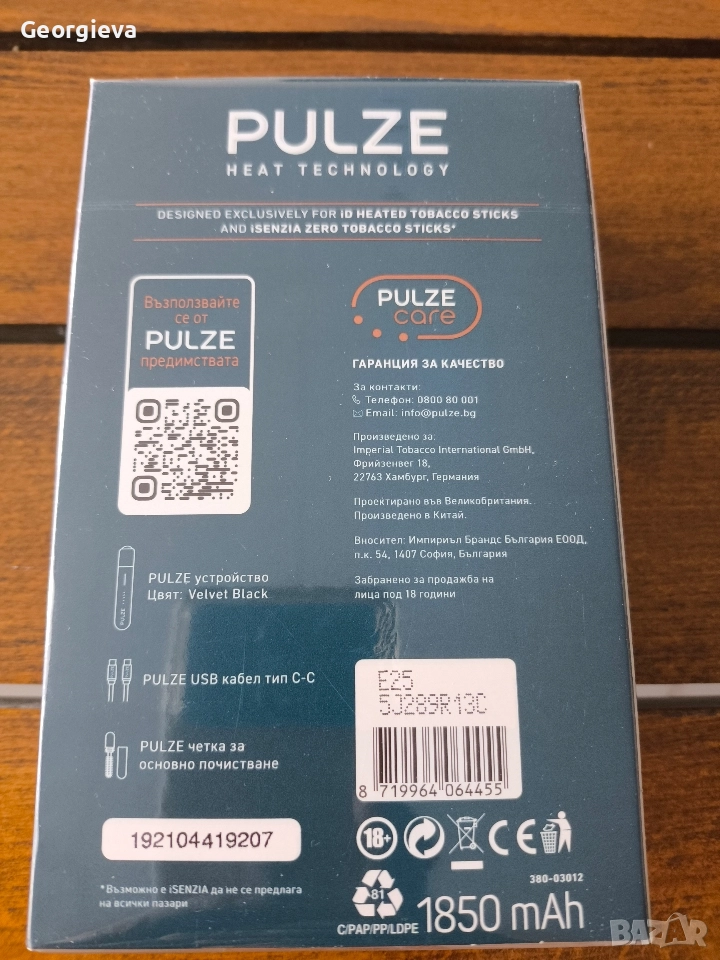 Georgieva
PULZE
HEAT TECHNOLOGY
DESIGNED EXCLUSIVELY FOR iD HEATED TOBACCO STICKS
AND iSENZIA ZERO TOBACCO STICKS*
Възползвайте
се от
PULZE
предимствата
PULZE
care
ГАРАНЦИЯ ЗА КАЧЕСТВО
За контакти:
Телефон: 0800 80 001
Email: info@pulze.bg
Произведено за:
Imperial Tobacco International GmbH,
Фрийзенвег 18,
22763 Хамбург, Германия
Проектирано във Великобритания.
Произведено в Китай.
Вносител: Империъл Брандс България ЕООД,
п.к. 54, 1407 София, България
Забранено за продажба на
лица под 18 години
PULZE
PULZE устройство
Цвят: Velvet Black
PULZE USB кабел тип C-C
PULZE четка за
основно почистване
E25
5J289R13C
8 719964 064455
192104419207
*Възможно е iSENZIA да не се предлага
на всички пазари
18+
CE
380-03012
81
C/PAP/PP/LDPE
1850 mAh
BAZAR